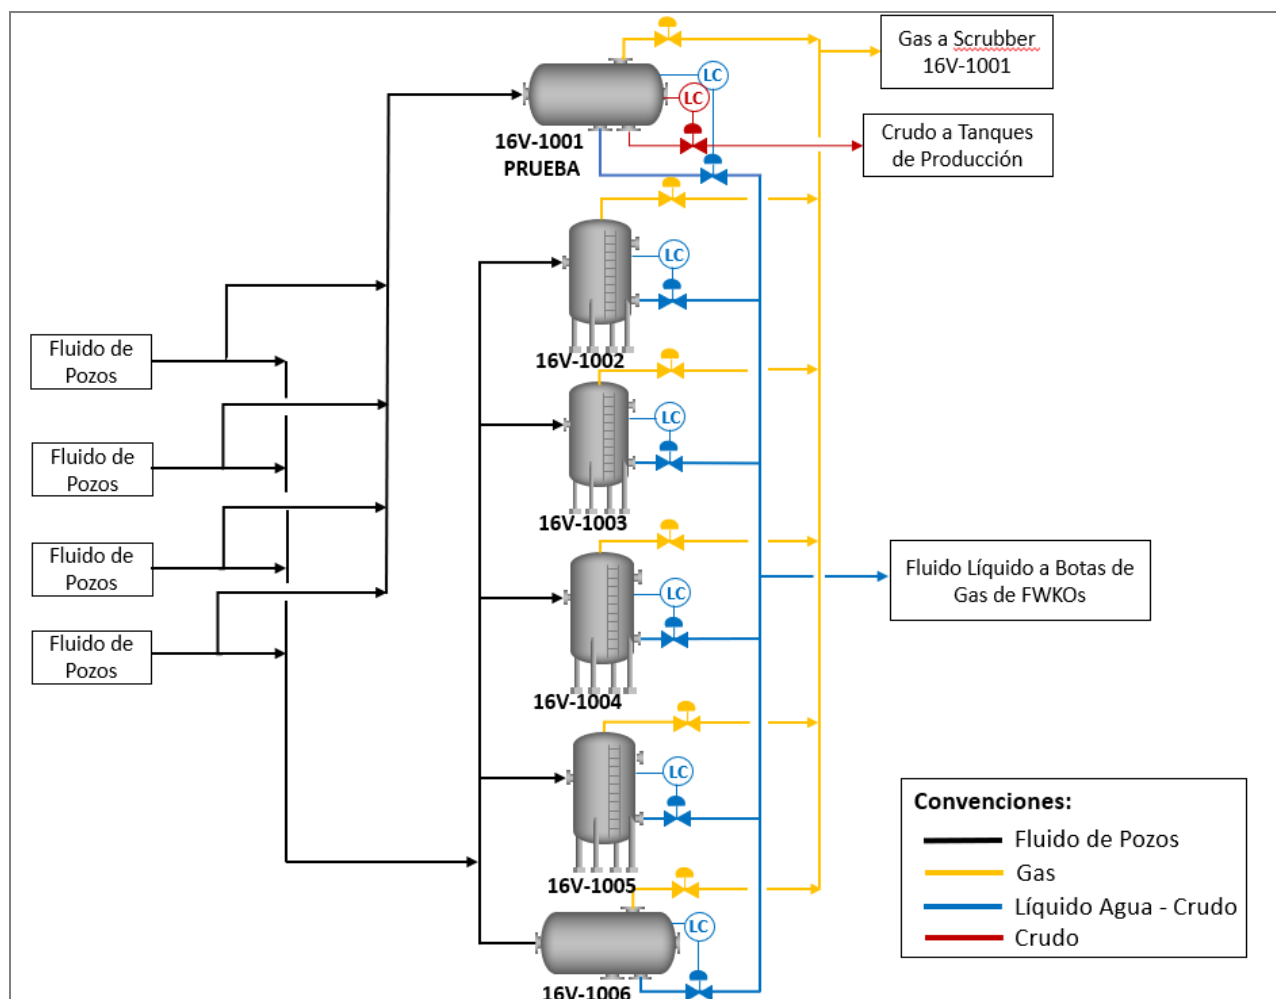 Gas a Scrubber
16V-1001
LC
LC
Crudo a Tanques
de Producción
16V-1001
PRUEBA
LC
Fluido de
Pozos
16V-1002
LC
Fluido de
Pozos
16V-1003
Fluido de
Pozos
Fluido Líquido a Botas de
Gas de FWKOs
LC
Fluido de
Pozos
16V-1004
LC
Convenciones:
Fluido de Pozos
Gas
Líquido Agua - Crudo
Crudo
16V-1005
LC
16V-1006